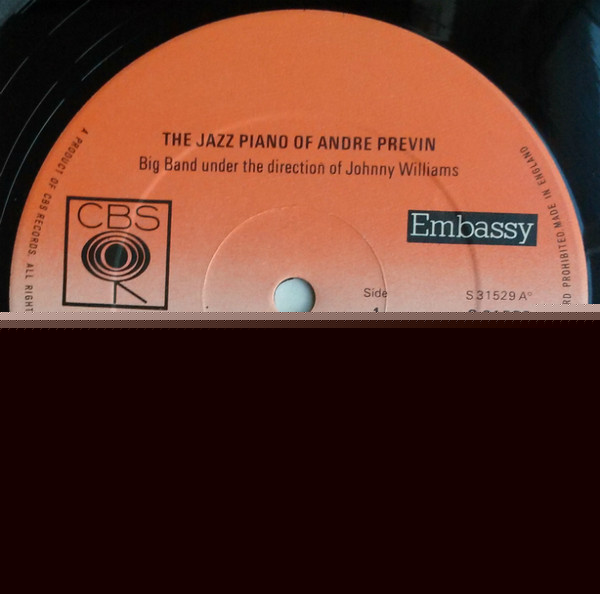 THE JAZZ PIANO OF ANDRE PREVIN
Big Band under the direction of Johnny Williams
A PRODUCT OF CBS RECORDS. ALL RIGHT
CBS
Embassy
MADE IN ENGLAND
PROHIBITED
Side
S 31529 A°
1